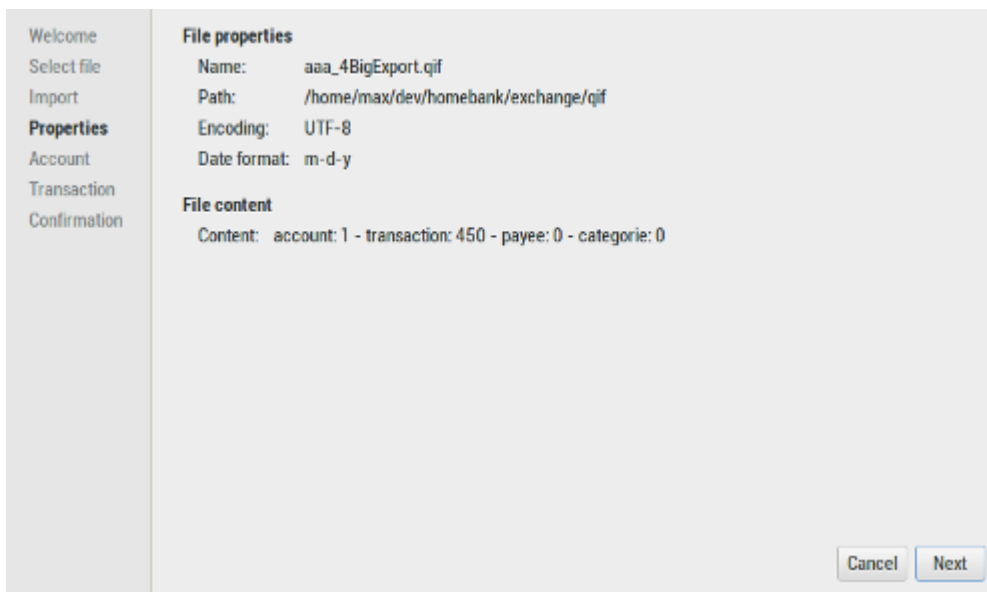 Welcome
Select file
Import
Properties
Account
Transaction
Confirmation
File properties
Name: aaa_4BigExport.qif
Path: /home/max/dev/homebank/exchange/qif
Encoding: UTF-8
Date format: m-d-y
File content
Content: account: 1 - transaction: 450 - payee: 0 - categorie: 0
Cancel Next